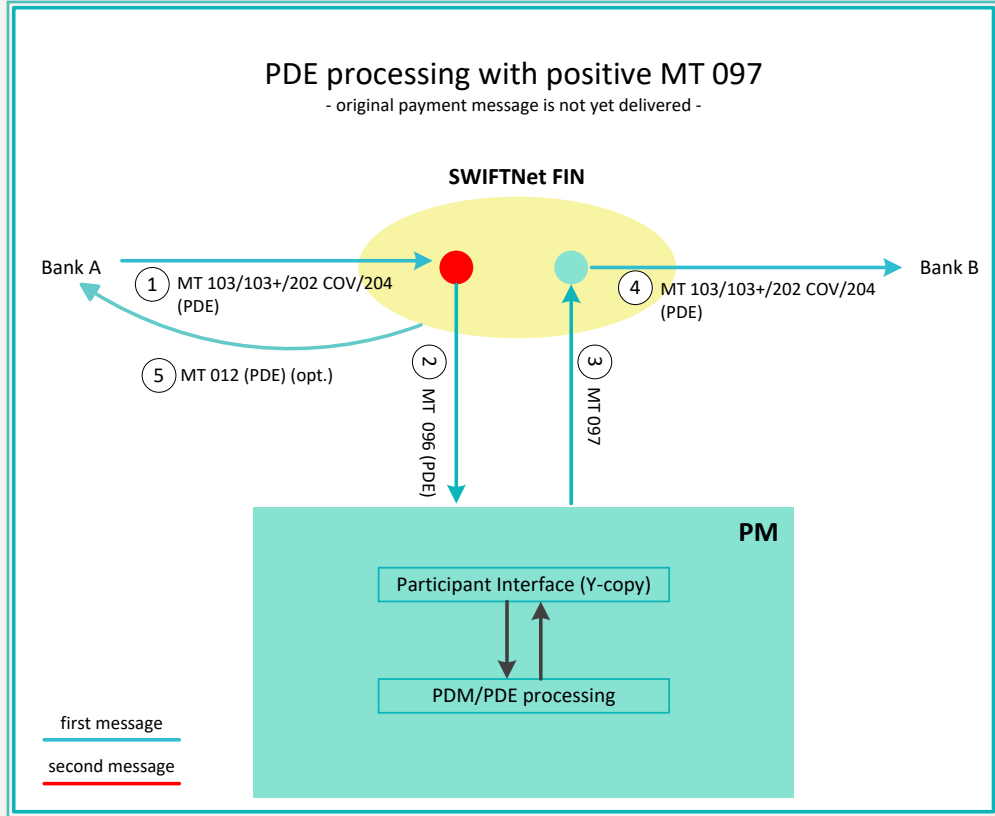 PDE processing with positive MT 097
- original payment message is not yet delivered -
SWIFTNet FIN
Bank A
1 MT 103/103+/202 COV/204
(PDE)
Bank B
4 MT 103/103+/202 COV/204
(PDE)
5 MT 012 (PDE) (opt.)
2 MT 096 (PDE)
3 MT 097
PM
Participant Interface (Y-copy)
PDM/PDE processing
first message
second message